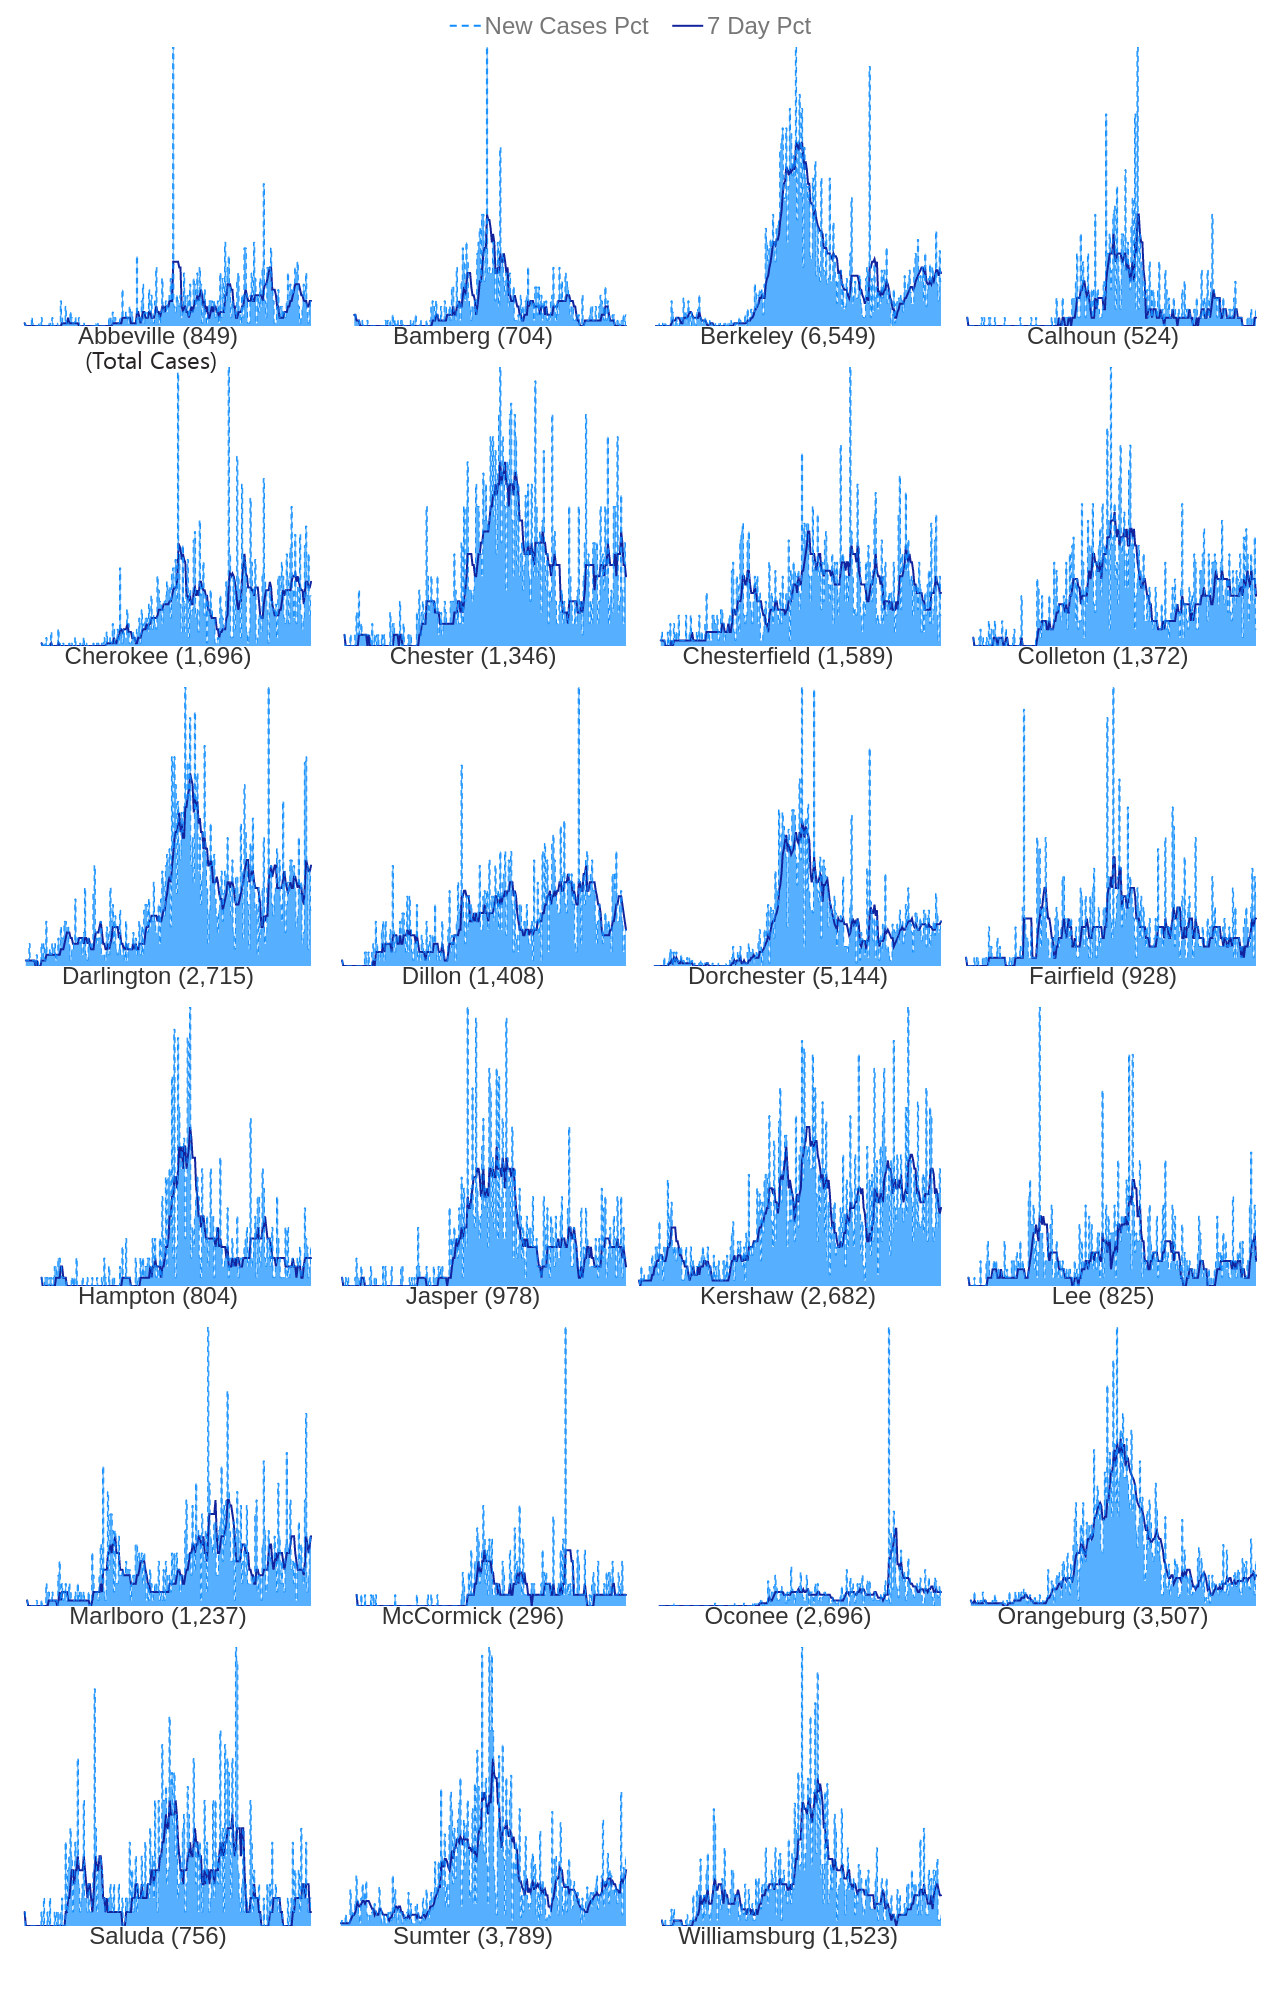 New Cases Pct 7 Day Pct
Abbeville (849) Bamberg (704) Berkeley (6,549) Calhoun (524)
(Total Cases)
Cherokee (1,696) Chester (1,346) Chesterfield (1,589) Colleton (1,372)
Darlington (2,715) Dillon (1,408) Dorchester (5,144) Fairfield (928)
Hampton (804) Jasper (978) Kershaw (2,682) Lee (825)
Marlboro (1,237) McCormick (296) Oconee (2,696) Orangeburg (3,507)
Saluda (756) Sumter (3,789) Williamsburg (1,523)